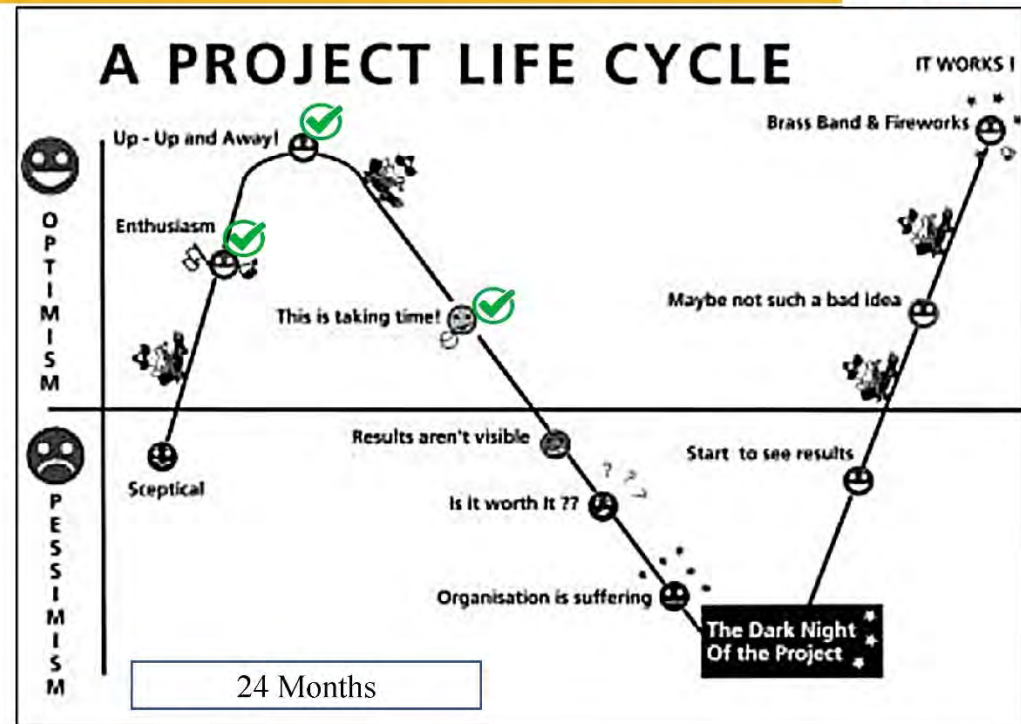 A PROJECT LIFE CYCLE
IT WORKS !
Brass Band & Fireworks
Up - Up and Away!
Enthusiasm
OPTIMISM
This is taking time!
Maybe not such a bad idea
Results aren't visible
Start to see results
Sceptical
? ? ?
Is it worth It ??
PESSIMISM
Organisation is suffering
The Dark Night
Of the Project
24 Months